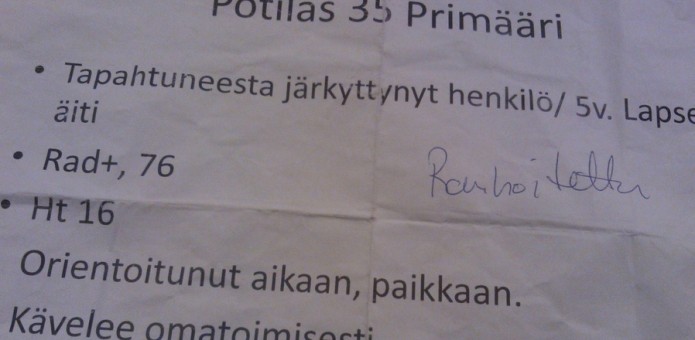 Potilas 35 Primääri
• Tapahtuneesta järkyttynyt henkilö/ 5v. Lapse
äiti
• Rad+, 76
Rauhoitettu
• Ht 16
Orientoitunut aikaan, paikkaan.
Kävelee omatoimisesti